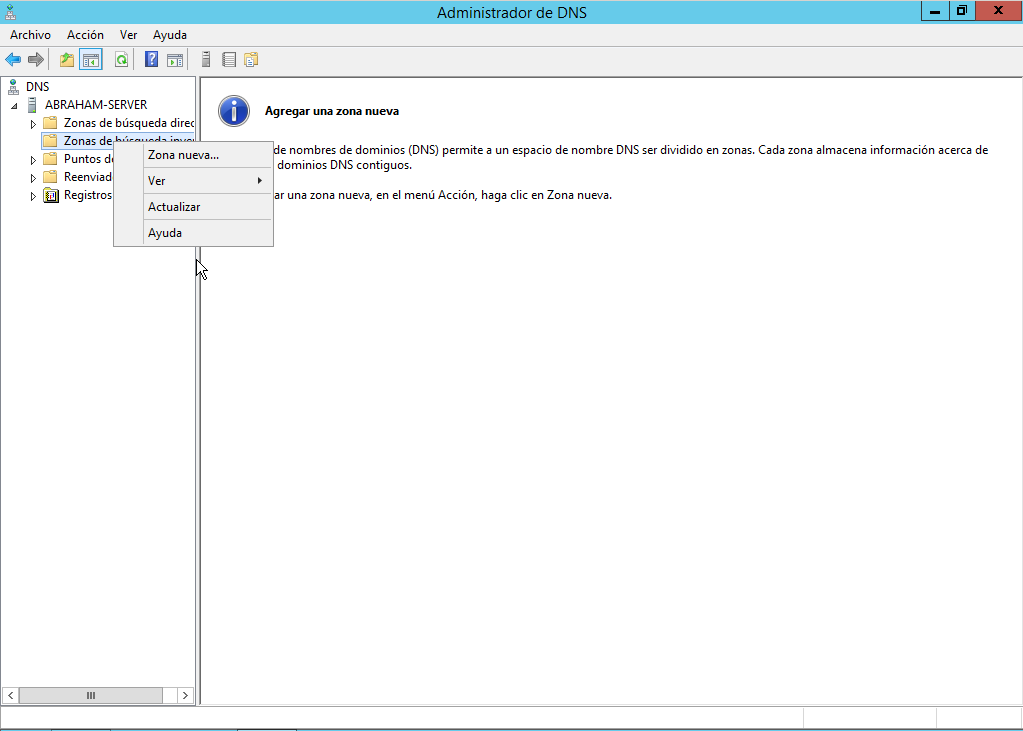 Administrador de DNS
Archivo Acción Ver Ayuda
DNS
ABRAHAM-SERVER
Zonas de búsqueda direc
Zonas de búsqueda inver
Puntos de
Reenviad
Registros
Zona nueva...
Ver
Actualizar
Ayuda
Agregar una zona nueva
de nombres de dominios (DNS) permite a un espacio de nombre DNS ser dividido en zonas. Cada zona almacena información acerca de
dominios DNS contiguos.
ar una zona nueva, en el menú Acción, haga clic en Zona nueva.